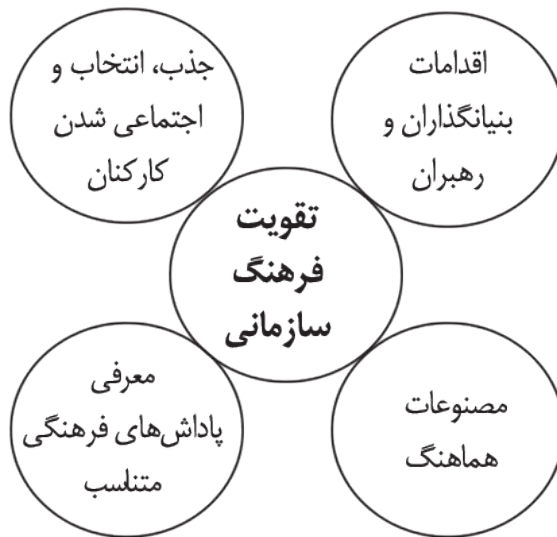 اقدامات
بنیانگذاران و
رهبران
جذب، انتخاب و
اجتماعی شدن
کارکنان
تقویت
فرهنگ
سازمانی
مصنوعات
هماهنگ
معرفی
پاداش‌های فرهنگی
متناسب